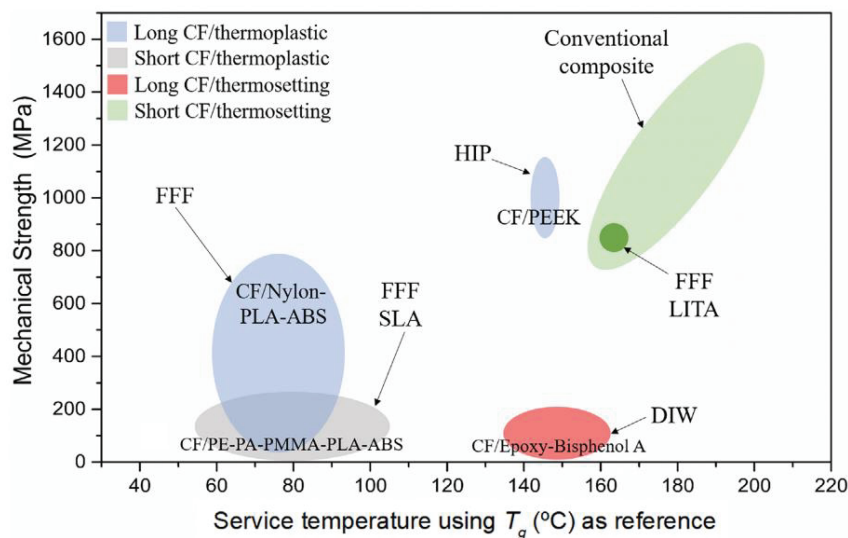 Long CF/thermoplastic
Short CF/thermoplastic
Long CF/thermosetting
Short CF/thermosetting
Conventional
composite
HIP
CF/PEEK
FFF
FFF
LITA
CF/Nylon-
PLA-ABS
FFF
SLA
CF/PE-PA-PMMA-PLA-ABS
CF/Epoxy-Bisphenol A
DIW
Mechanical Strength (MPa)
1600
1400
1200
1000
800
600
400
200
0
40
60
80
100
120
140
160
180
200
220
Service temperature using Tg (ºC) as reference